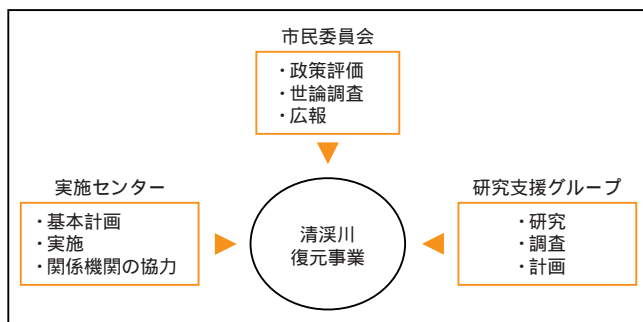 市民委員会
・政策評価
・世論調査
・広報
実施センター
・基本計画
・実施
・関係機関の協力
清渓川
復元事業
研究支援グループ
・研究
・調査
・計画